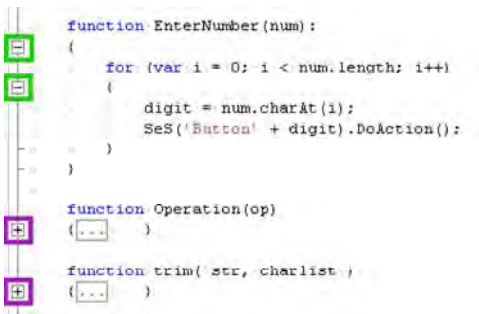 function EnterNumber(num):
{
for (var i = 0; i < num.length; i++)
{
digit = num.charAt(i);
SeS('Button' + digit).DoAction();
}
}
function Operation(op)
{... }
function trim( str, charlist )
{... }